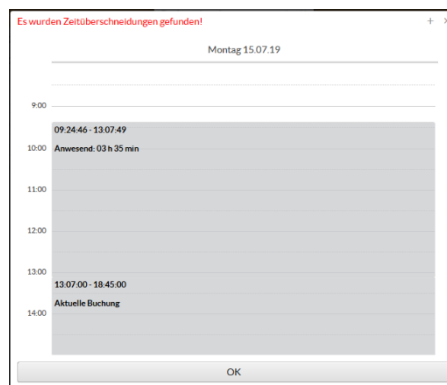 Es wurden Zeitüberschneidungen gefunden!
Montag 15.07.19
9:00
09:24:46 - 13:07:49
10:00 Anwesend: 03 h 35 min
11:00
12:00
13:00
13:07:00 - 18:45:00
Aktuelle Buchung
14:00
OK